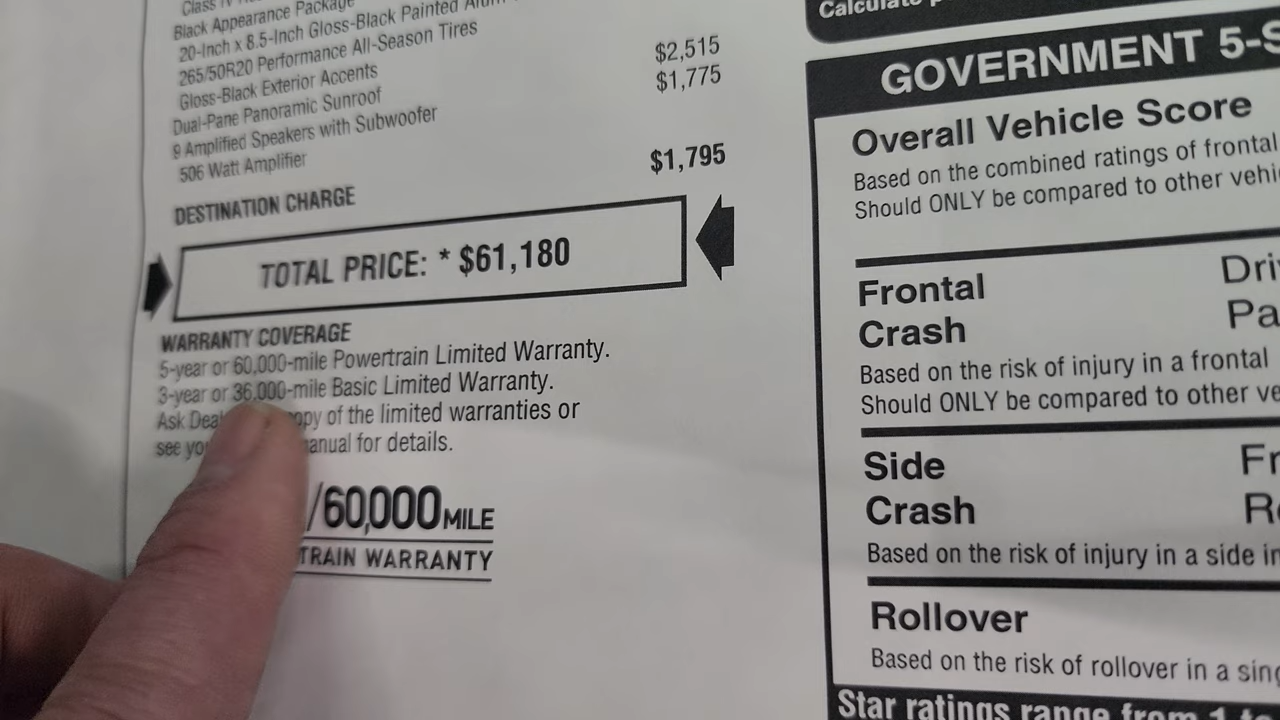 Class IV
Black Appearance Package
20-Inch x 8.5-Inch Gloss-Black Painted
265/50R20 Performance All-Season Tires
Gloss-Black Exterior Accents
$2,515
Dual-Pane Panoramic Sunroof
$1,775
9 Amplified Speakers with Subwoofer
506 Watt Amplifier
DESTINATION CHARGE
$1,795
TOTAL PRICE: * $61,180
WARRANTY COVERAGE
5-year or 60,000-mile Powertrain Limited Warranty.
3-year or 36,000-mile Basic Limited Warranty.
Ask Dea opy of the limited warranties or
see yo anual for details.
/60,000 MILE
TRAIN WARRANTY
Calculate
GOVERNMENT 5-S
Overall Vehicle Score
Based on the combined ratings of frontal
Should ONLY be compared to other vehi
Frontal Dri
Crash Pa
Based on the risk of injury in a frontal
Should ONLY be compared to other ve
Side Fr
Crash R
Based on the risk of injury in a side i
Rollover
Based on the risk of rollover in a sing
Star ratings range from 1 to